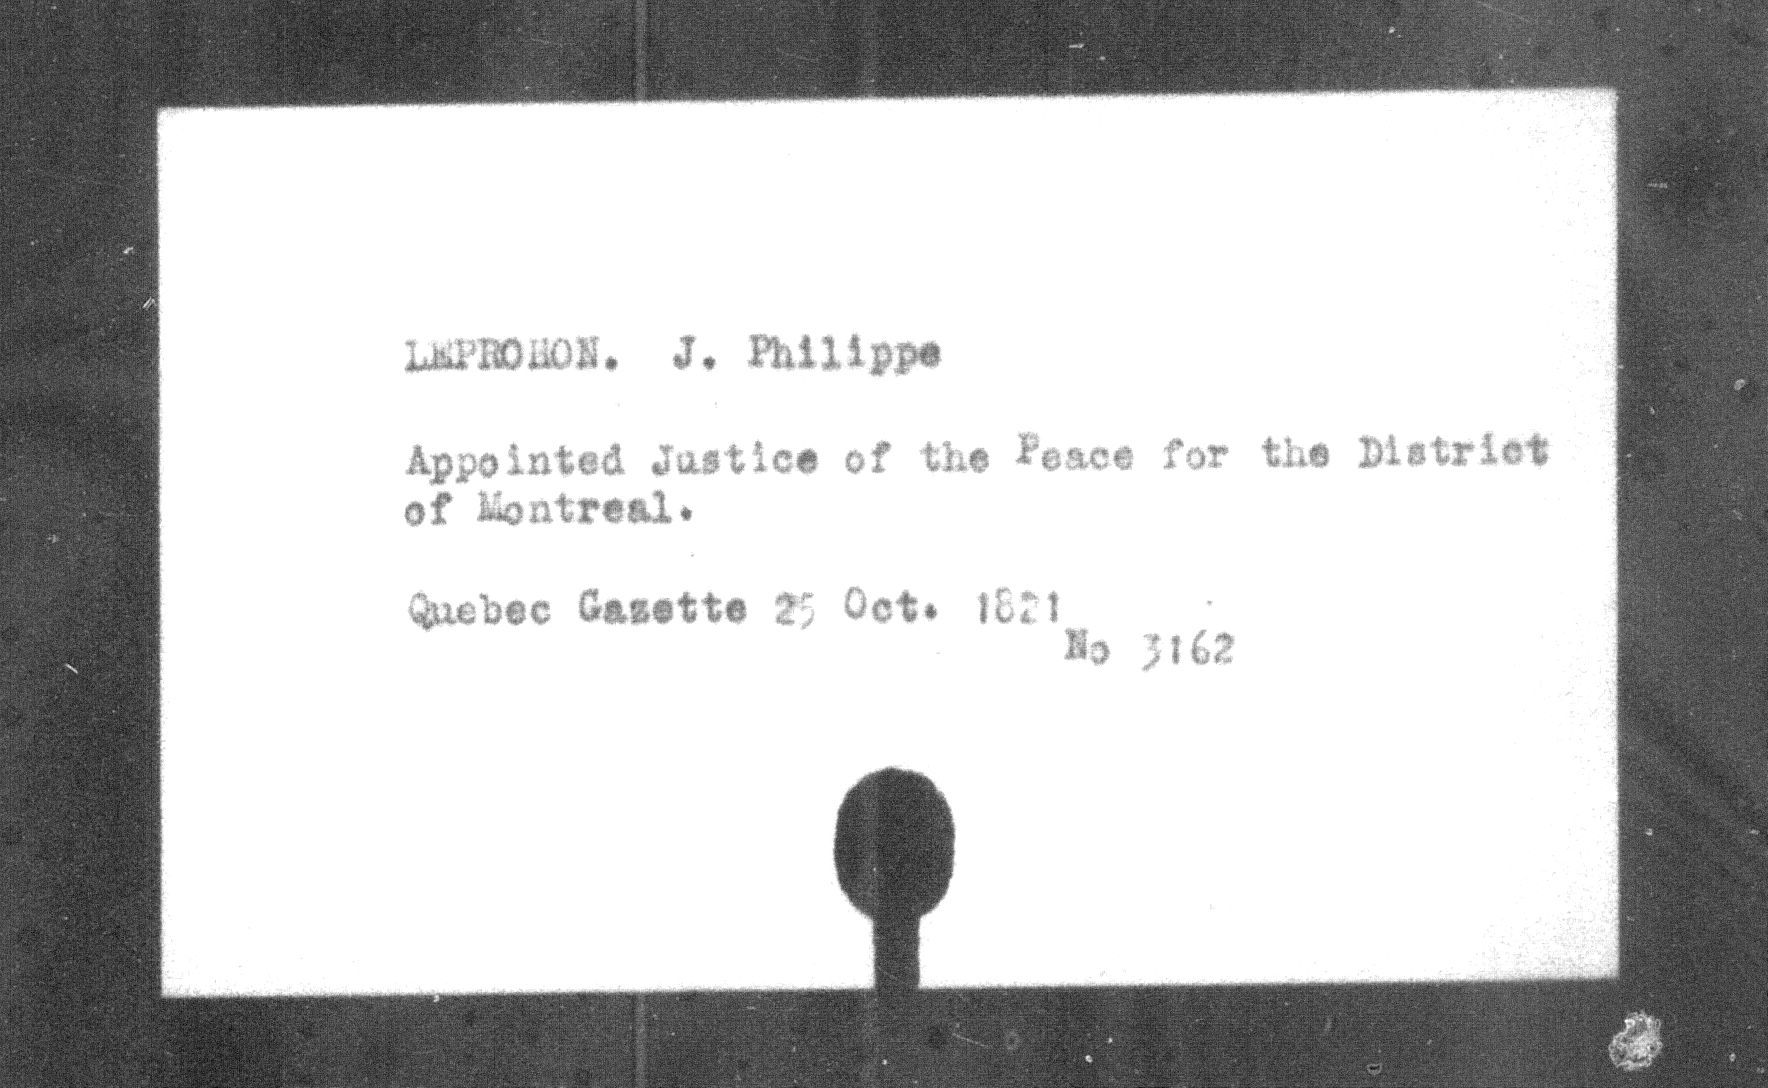 LEPROHON. J. Philippe
Appointed Justice of the Peace for the District
of Montreal.
Quebec Gazette 25 Oct. 1821
No 3162